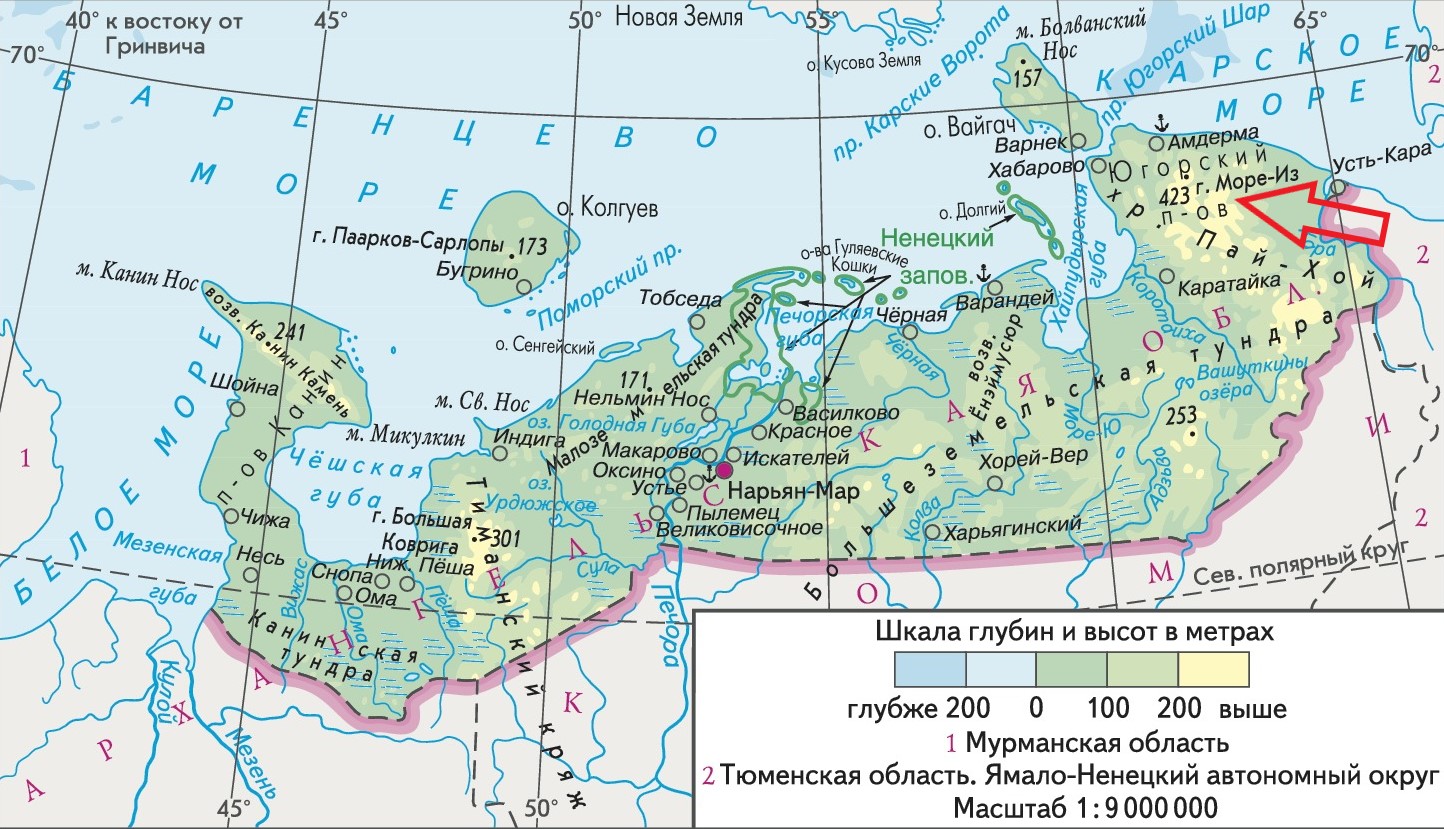 40° к востоку от
Гринвича
45°
50°
Новая Земля
55°
65°
70°
70°
БАРЕНЦЕВО
МОРЕ
КАРСКОЕ
МОРЕ
БЕЛОЕ МОРЕ
о. Кусова Земля
пр. Карские Ворота
м. Болванский
Нос
157
пр. Югорский Шар
о. Вайгач
Варнек
Хабарово
Амдерма
Югорский
п-ов
423 г. Море-Из
Усть-Кара
Кара
хр. Пай-Хой
Каратайка
о. Долгий
Ненецкий
запов.
о-ва Гуляевские
Кошки
Хайпудырская
губа
Варандей
Печорская
губа
Чёрная
Чёрная
Коротаиха
о. Колгуев
г. Паарков-Сарлопы 173
Бугрино
Поморский пр.
м. Канин Нос
возв. Канин Камень
241
Шойна
п-ов Канин
Тобседа
о. Сенгейский
м. Св. Нос
м. Микулкин
Индига
171
Малоземельская тундра
Нельмин Нос
оз. Голодная Губа
Макарово
Оксино
Устье
Василково
Красное
Искателей
Нарьян-Мар
Пылемец
Великовисочное
оз.
Урдюжское
Чёшская
губа
г. Большая
Коврига
301
Тиманский кряж
Чижа
Мезенская
губа
Несь
Снопа
Ниж. Пёша
Ома
Вижас
Ома
Пёша
Сула
Канинская
тундра
возв.
Енэймусюр
Большеземельская тундра
Море-Ю
Вашуткины
озёра
253
Адзьва
Хорей-Вер
Колва
Харьягинский
Печора
Кулой
Мезень
Сев. полярный круг
АРХАНГЕЛЬСКАЯ ОБЛ.
КОМИ
1
2
2
2
45°
50°
Шкала глубин и высот в метрах
глубже 200 0 100 200 выше
1 Мурманская область
2 Тюменская область. Ямало-Ненецкий автономный округ
Масштаб 1:9 000 000